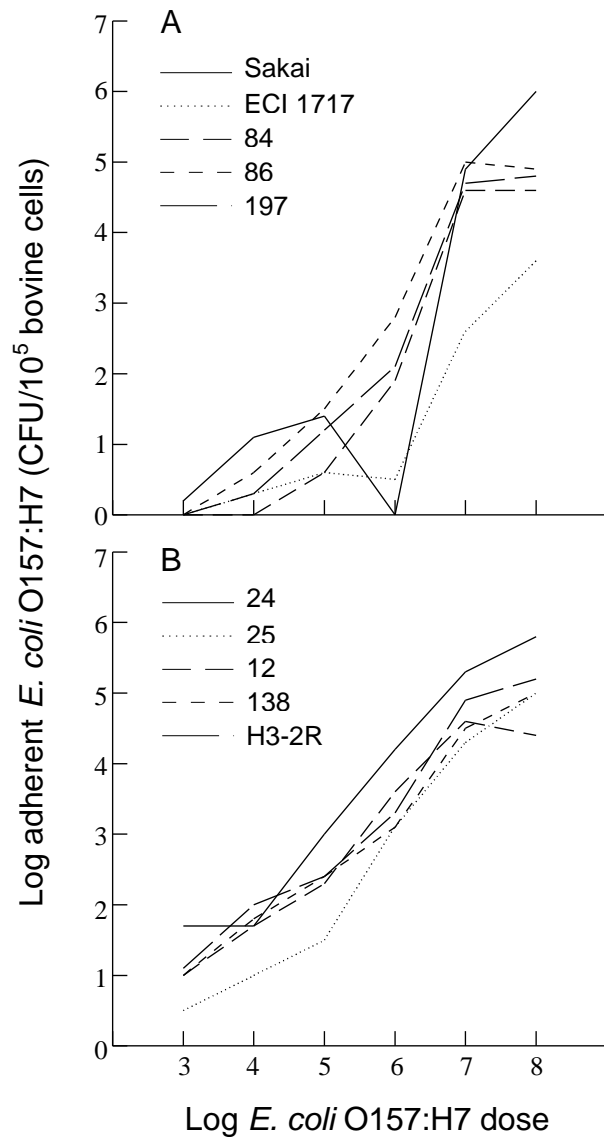 Log adherent E. coli O157:H7 (CFU/10⁵ bovine cells)
A
7
6
5
4
3
2
1
0
Sakai
ECI 1717
84
86
197
B
7
6
5
4
3
2
1
0
24
25
12
138
H3-2R
3 4 5 6 7 8
Log E. coli O157:H7 dose